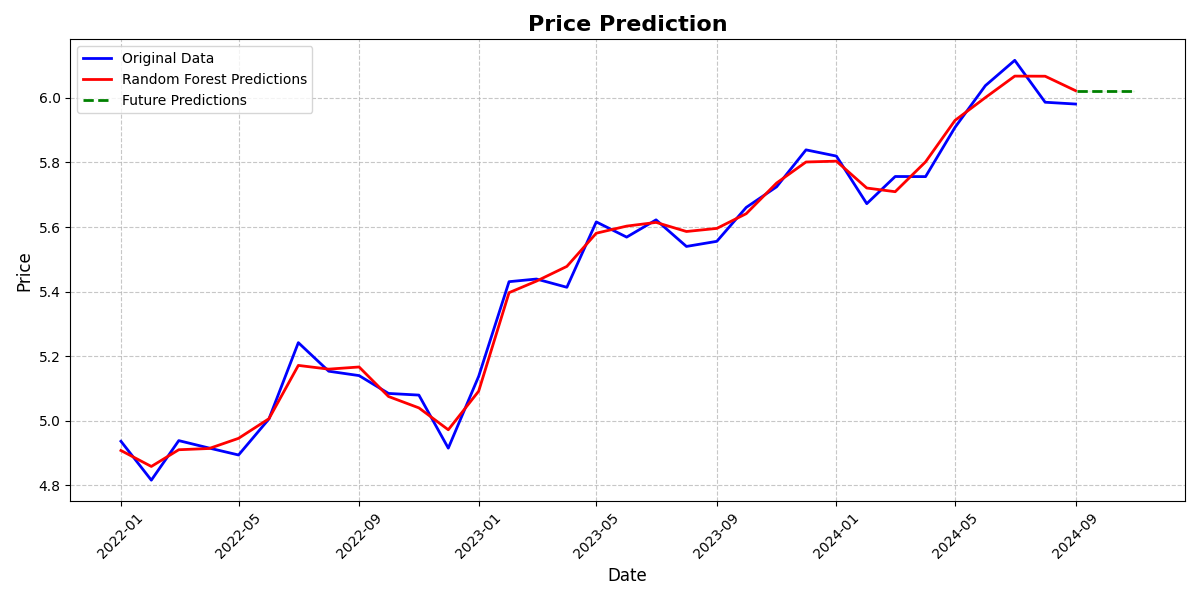 Price Prediction
Original Data
Random Forest Predictions
Future Predictions
Price
6.0
5.8
5.6
5.4
5.2
5.0
4.8
2022-01
2022-05
2022-09
2023-01
2023-05
2023-09
2024-01
2024-05
2024-09
Date